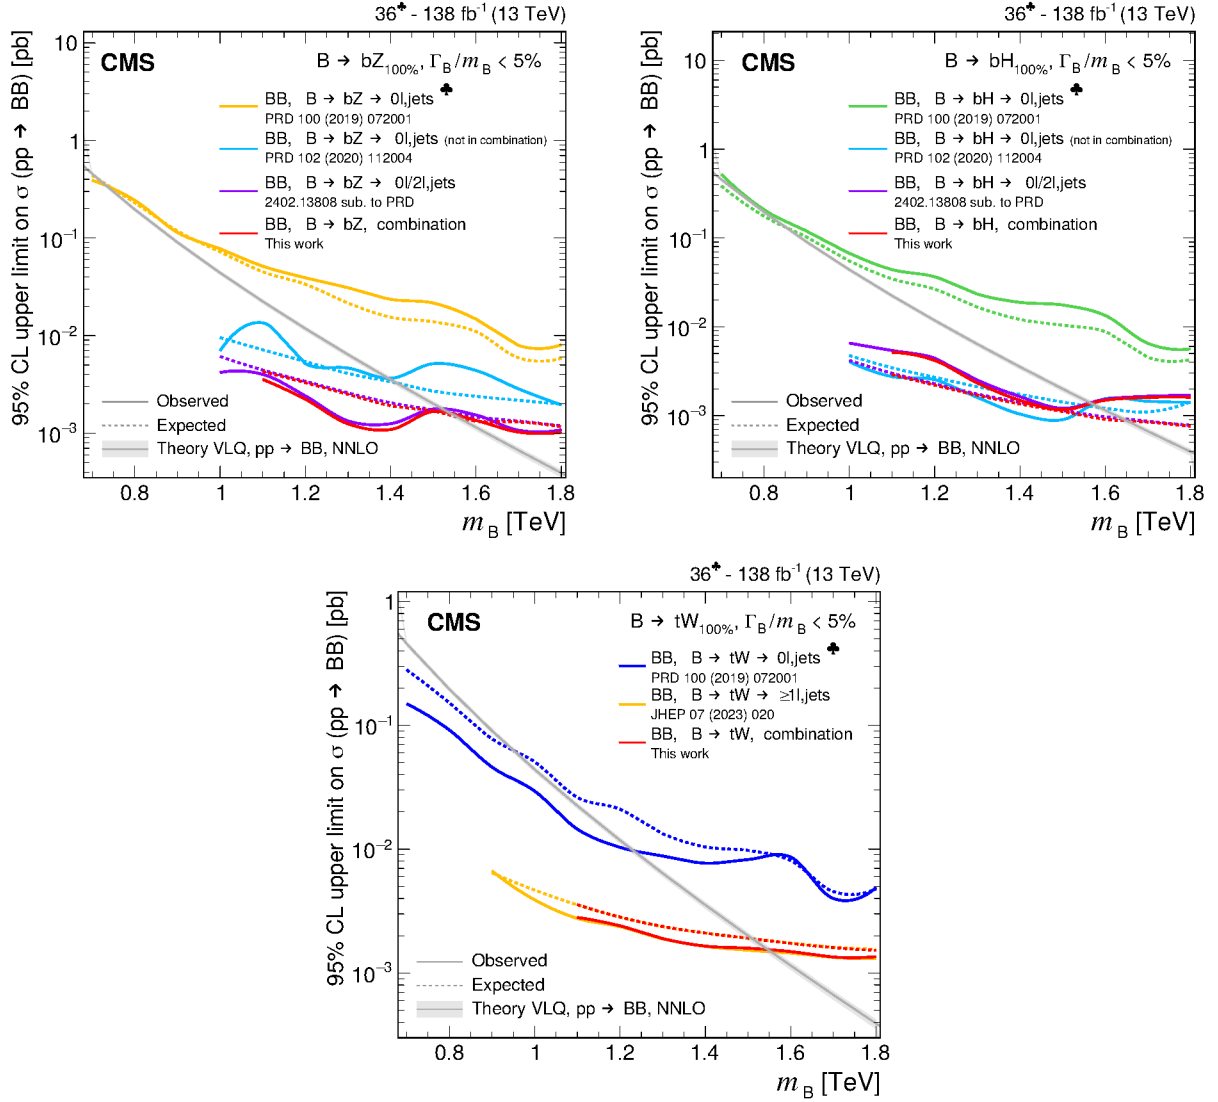 36♣ - 138 fb-1 (13 TeV)
95% CL upper limit on σ (pp → BB) [pb]
10
1
10−1
10−2
10−3
CMS
B → bZ100%, ΓB/mB < 5%
BB, B → bZ → 0l,jets ♣
PRD 100 (2019) 072001
BB, B → bZ → 0l,jets (not in combination)
PRD 102 (2020) 112004
BB, B → bZ → 0l/2l,jets
2402.13808 sub. to PRD
BB, B → bZ, combination
This work
Observed
Expected
Theory VLQ, pp → BB, NNLO
0.8 1 1.2 1.4 1.6 1.8
mB [TeV]
36♣ - 138 fb-1 (13 TeV)
95% CL upper limit on σ (pp → BB) [pb]
10
1
10−1
10−2
10−3
CMS
B → bH100%, ΓB/mB < 5%
BB, B → bH → 0l,jets ♣
PRD 100 (2019) 072001
BB, B → bH → 0l,jets (not in combination)
PRD 102 (2020) 112004
BB, B → bH → 0l/2l,jets
2402.13808 sub. to PRD
BB, B → bH, combination
This work
Observed
Expected
Theory VLQ, pp → BB, NNLO
0.8 1 1.2 1.4 1.6 1.8
mB [TeV]
36♣ - 138 fb-1 (13 TeV)
95% CL upper limit on σ (pp → BB) [pb]
1
10−1
10−2
10−3
CMS
B → tW100%, ΓB/mB < 5%
BB, B → tW → 0l,jets ♣
PRD 100 (2019) 072001
BB, B → tW → ≥1l,jets
JHEP 07 (2023) 020
BB, B → tW, combination
This work
Observed
Expected
Theory VLQ, pp → BB, NNLO
0.8 1 1.2 1.4 1.6 1.8
mB [TeV]